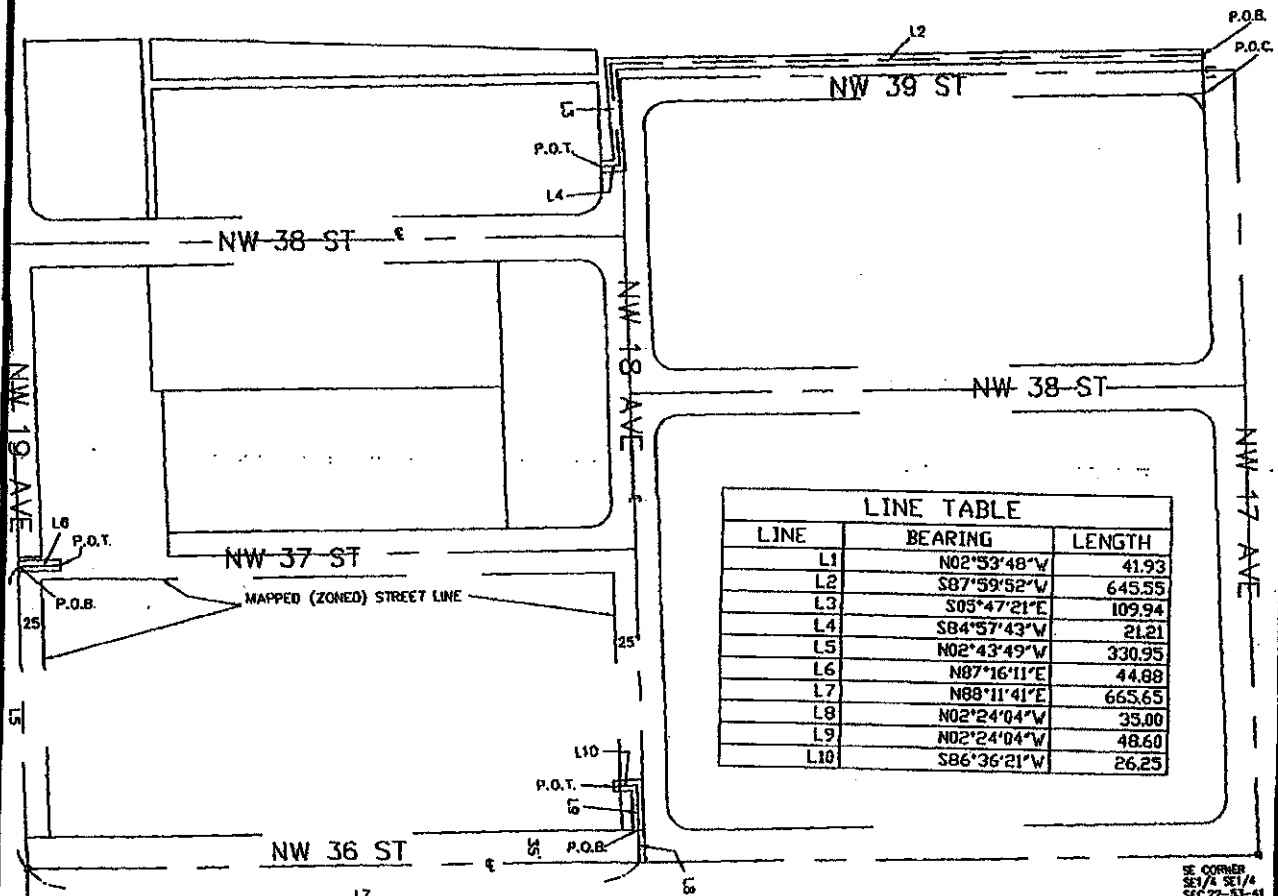 P.O.B.
L2
P.O.C.
NW 39 ST
L3
P.O.T.
L4
NW 38 ST
NW 18 AVE
NW 19 AVE
NW 38 ST
NW 17 AVE
L6
P.O.T.
P.O.B.
NW 37 ST
MAPPED (ZONED) STREET LINE
25
25
LINE TABLE
LINE BEARING LENGTH
L1 N02°53'48"W 41.93
L2 S87°59'52"W 645.55
L3 S05°47'21"E 109.94
L4 S84°57'43"W 21.21
L5 N02°43'49"W 330.95
L6 N87°16'11"E 44.88
L7 N88°11'41"E 665.65
L8 N02°24'04"W 35.00
L9 N02°24'04"W 48.60
L10 S86°36'21"W 26.25
L5
L10
P.O.T.
L9
P.O.B.
35'
NW 36 ST
L8
L7
SE CORNER
SE1/4 SE1/4
SEC 22-53-41